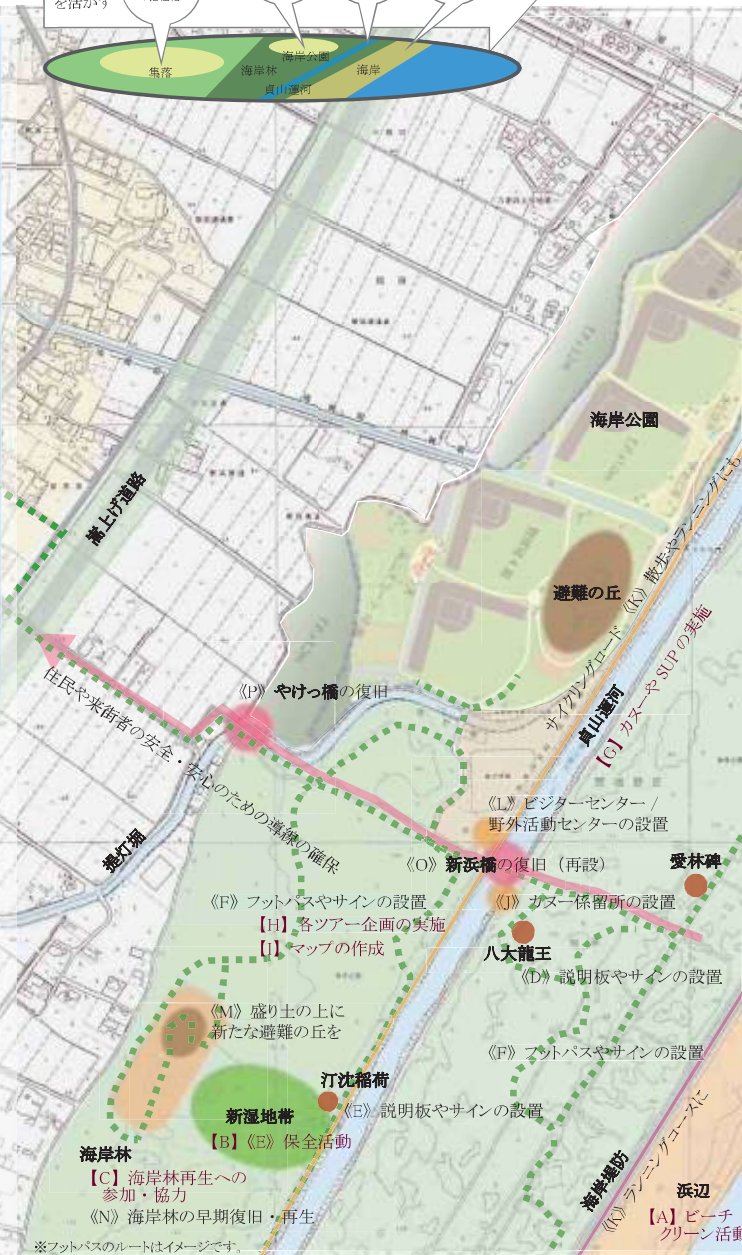 を活かす
集落
海岸林
海岸公園
貞山運河
海岸
海岸公園
嵩上げ道路
避難の丘
サイクリングロード《K》散歩やランニングにも
貞山運河
【G】カヌーやSUPの実施
《P》やけっ橋の復旧
住民や来街者の安全・安心のための導線の確保
提灯堀
《L》ビジターセンター /
野外活動センターの設置
《O》新浜橋の復旧（再設）
愛林碑
《F》フットパスやサインの設置
【H】各ツアー企画の実施
【I】マップの作成
《J》カヌー係留所の設置
八大龍王
《D》説明板やサインの設置
《M》盛り土の上に
新たな避難の丘を
《F》フットパスやサインの設置
汀沈稲荷
《E》説明板やサインの設置
新湿地帯
【B】《E》保全活動
海岸林
【C】海岸林再生への
参加・協力
《N》海岸林の早期復旧・再生
海岸堤防
《K》ランニングコースに
浜辺
【A】ビーチ
クリーン活動
※フットパスのルートはイメージです。